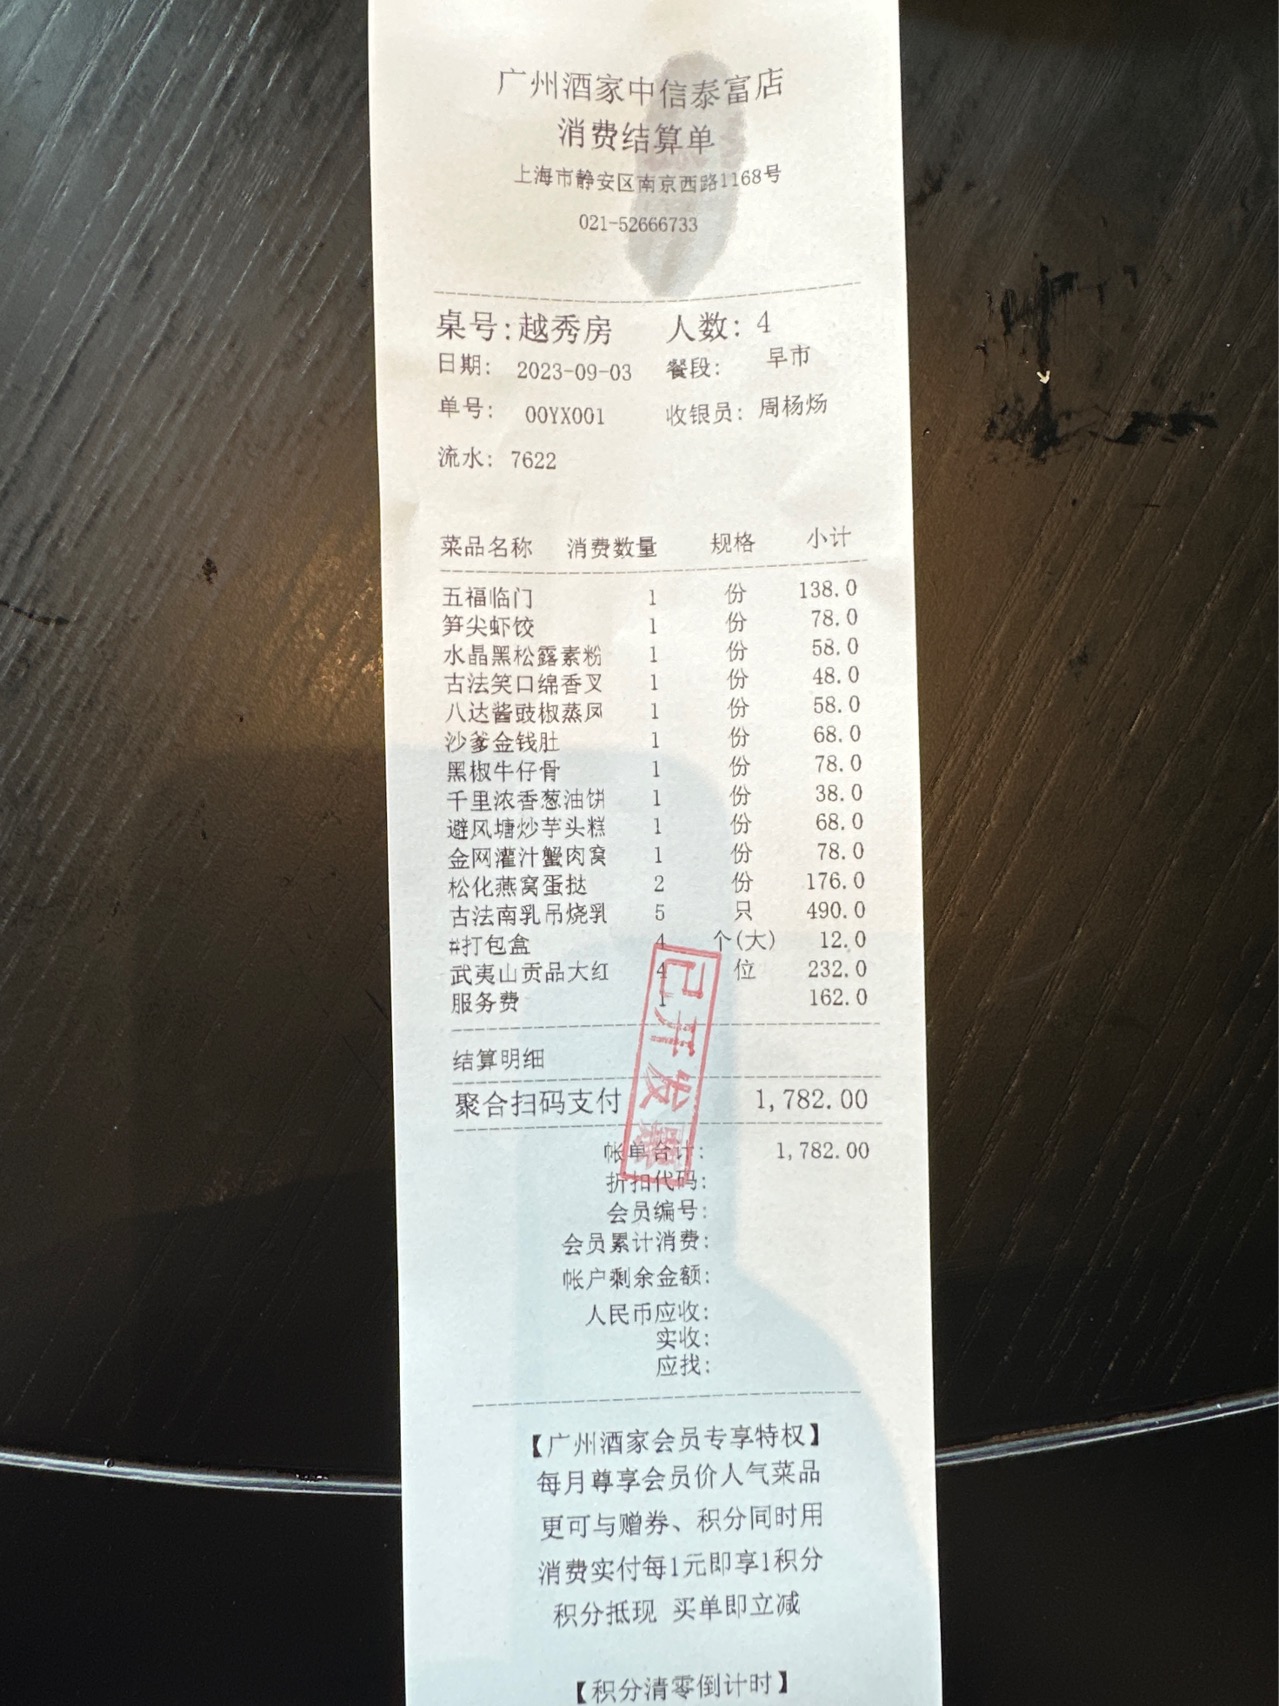 广州酒家中信泰富店
消费结算单
上海市静安区南京西路1168号
021-52666733
桌号:越秀房 人数: 4
日期: 2023-09-03 餐段: 早市
单号: 00YX001 收银员: 周杨炀
流水: 7622
菜品名称 消费数量 规格 小计
五福临门 1 份 138.0
笋尖虾饺 1 份 78.0
水晶黑松露素粉 1 份 58.0
古法笑口绵香叉 1 份 48.0
八达酱豉椒蒸凤 1 份 58.0
沙爹金钱肚 1 份 68.0
黑椒牛仔骨 1 份 78.0
千里浓香葱油饼 1 份 38.0
避风塘炒芋头糕 1 份 68.0
金网灌汁蟹肉窝 1 份 78.0
松化燕窝蛋挞 2 份 176.0
古法南乳吊烧乳 5 只 490.0
#打包盒 4 个(大) 12.0
武夷山贡品大红 4 位 232.0
服务费 1 162.0
已开发票
结算明细
聚合扫码支付 1,782.00
帐单合计: 1,782.00
折扣代码:
会员编号:
会员累计消费:
帐户剩余金额:
人民币应收:
实收:
应找:
【广州酒家会员专享特权】
每月尊享会员价人气菜品
更可与赠券、积分同时用
消费实付每1元即享1积分
积分抵现 买单即立减
【积分清零倒计时】